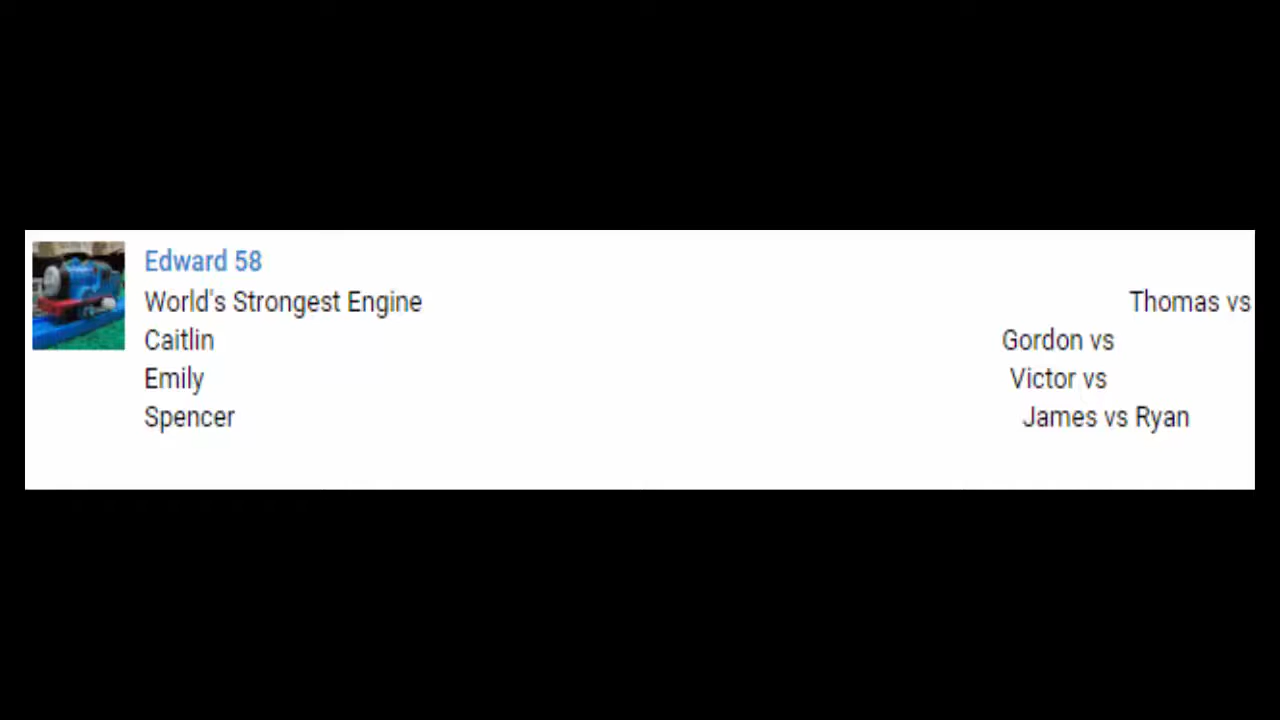 Edward 58
World's Strongest Engine Thomas vs
Caitlin Gordon vs
Emily Victor vs
Spencer James vs Ryan